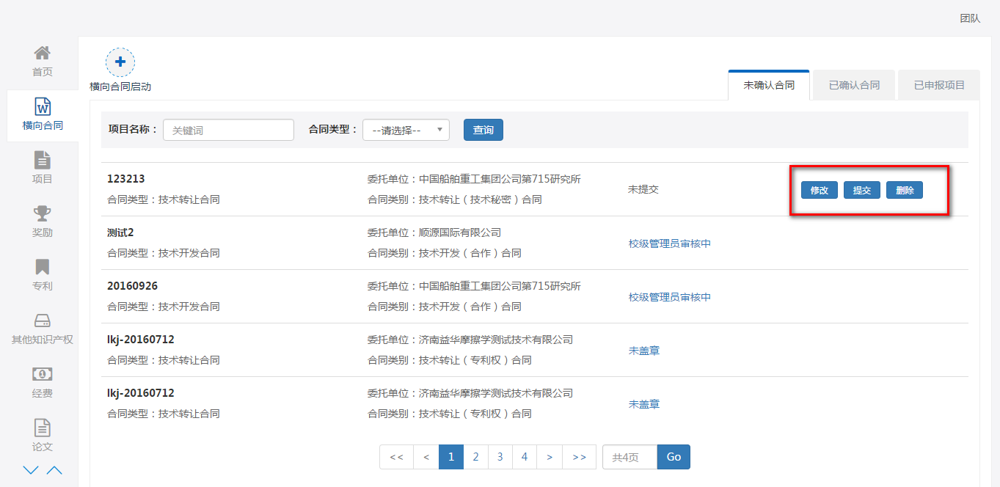 团队
首页
横向合同
项目
奖励
专利
其他知识产权
经费
论文
横向合同启动
未确认合同 已确认合同 已申报项目
项目名称： 关键词 合同类型： --请选择-- 查询
123213 委托单位：中国船舶重工集团公司第715研究所
合同类型：技术转让合同 合同类别：技术转让（技术秘密）合同
未提交 修改 提交 删除
测试2 委托单位：顺源国际有限公司
合同类型：技术开发合同 合同类别：技术开发（合作）合同
校级管理员审核中
20160926 委托单位：中国船舶重工集团公司第715研究所
合同类型：技术开发合同 合同类别：技术开发（合作）合同
校级管理员审核中
lkj-20160712 委托单位：济南益华摩擦学测试技术有限公司
合同类型：技术转让合同 合同类别：技术转让（专利权）合同
未盖章
lkj-20160712 委托单位：济南益华摩擦学测试技术有限公司
合同类型：技术转让合同 合同类别：技术转让（专利权）合同
未盖章
<< < 1 2 3 4 > >> 共4页 Go